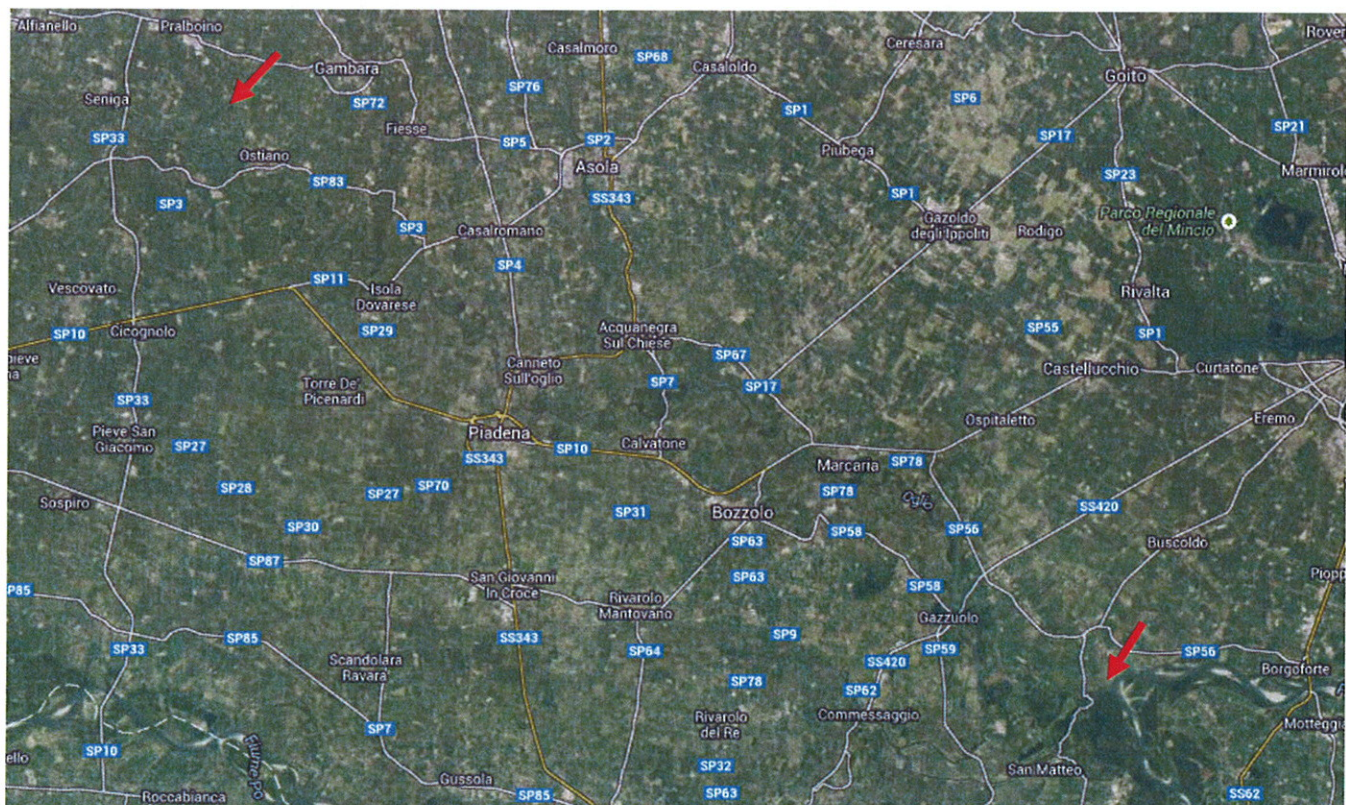 Alfianello
Pralboino
Casalmoro
SP68
Ceresara
Gambara
Casaloldo
Goito
SP76
Seniga
SP72
SP1
SP6
Fiesse
SP33
SP5
SP2
SP17
SP21
Ostiano
Asola
Piubega
Marmirolo
SP83
SP23
SP3
SS343
SP1
SP3
Casalromano
Gazoldo
degli Ippoliti
Rodigo
Parco Regionale
del Mincio
SP4
SP11
Vescovato
Isola
Dovarese
Rivalta
SP10
Cicognolo
SP29
Acquanegra
Sul Chiese
SP55
SP1
SP67
Canneto
Sull'oglio
Torre De'
Picenardi
SP7
SP17
Castellucchio
Curtatone
SP33
Ospitaletto
Eremo
Pieve San
Giacomo
SP27
Piadena
SP10
Calvatone
SS343
Marcaria
SP78
SP28
SP27
SP70
SP78
Oglio
Sospiro
SP31
Bozzolo
SS420
SP30
SP58
SP56
SP63
Buscoldo
SP87
San Giovanni
In Croce
SP63
SP58
SP85
Rivarolo
Mantovano
Gazzuolo
SP33
SP85
SS343
SP64
SP9
SP59
SP56
Scandolara
Ravara
SS420
Borgoforte
SP78
SP62
Commessaggio
Rivarolo
del Re
SP7
SP10
Fiume Po
San Matteo
SP32
Gussola
Roccabianca
SP85
SP63
SS62